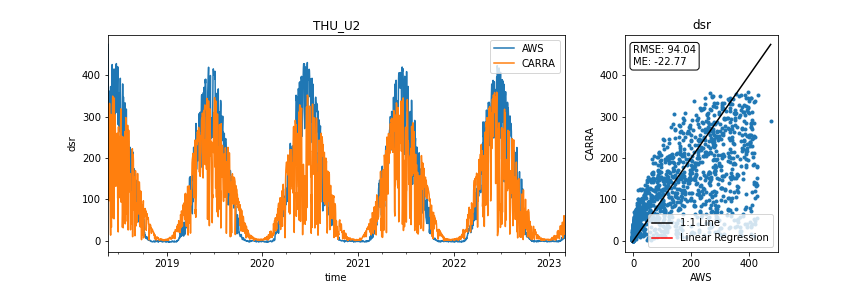 THU_U2
dsr
AWS
CARRA
400
300
200
100
0
dsr
2019
2020
2021
2022
2023
time
RMSE: 94.04
ME: -22.77
400
300
200
100
0
CARRA
1:1 Line
Linear Regression
0
200
400
AWS